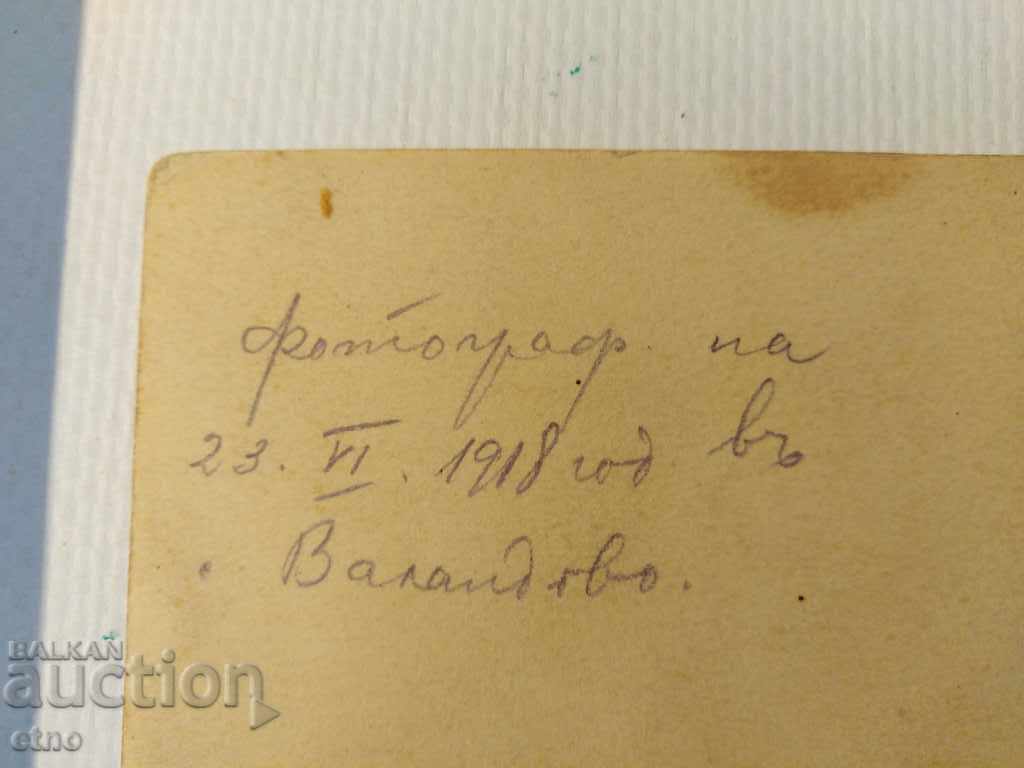 фотограф. на
23. VI. 1918 год въ
Валандово.
BALKAN
auction
etno